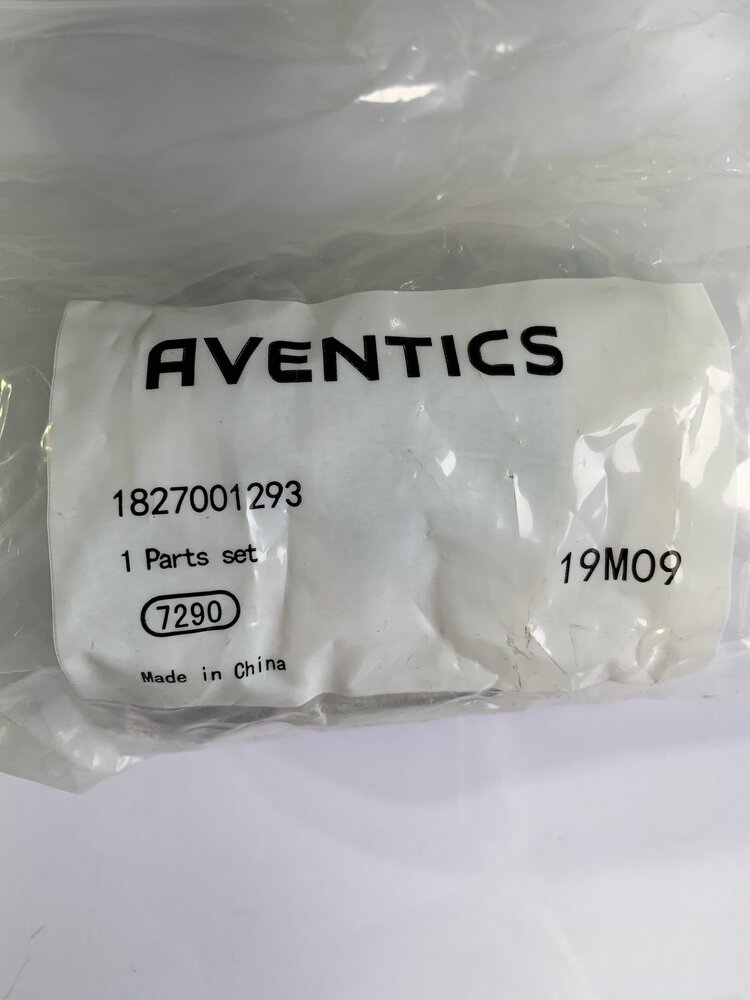 AVENTICS
1827001293
1 Parts set
19M09
7290
Made in China